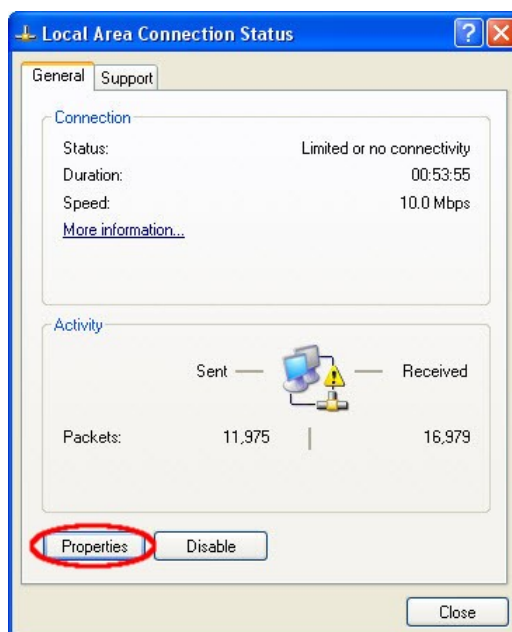 Local Area Connection Status
General Support
Connection
Status: Limited or no connectivity
Duration: 00:53:55
Speed: 10.0 Mbps
More information...
Activity
Sent Received
Packets: 11,975 16,979
Properties Disable
Close